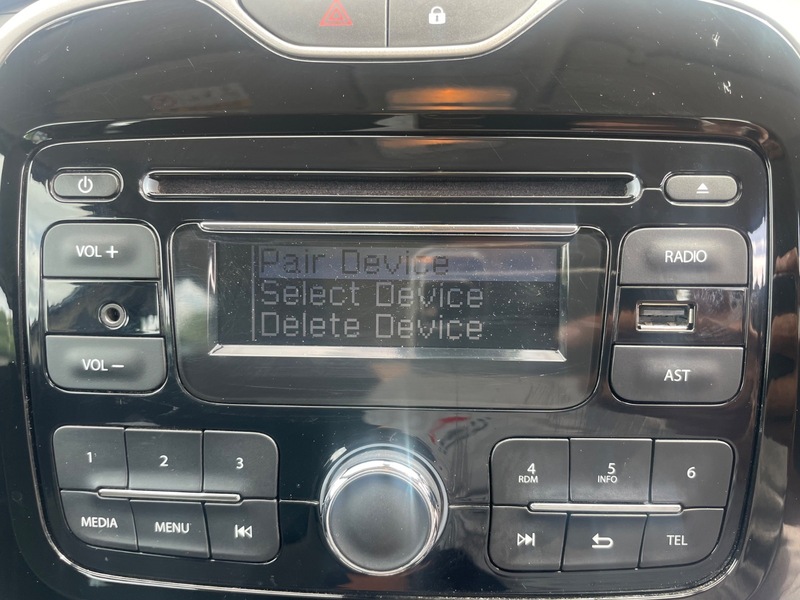 VOL +
VOL –
Pair Device
Select Device
Delete Device
RADIO
AST
1
2
3
MEDIA
MENU
4
RDM
5
INFO
6
TEL